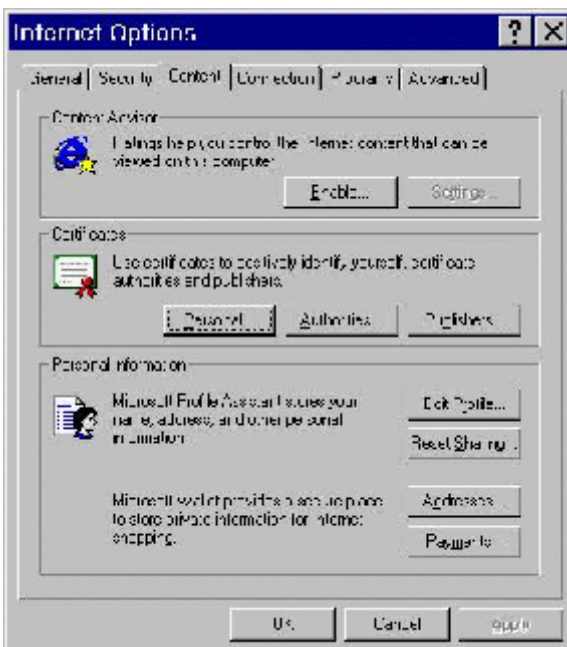 Internet Options
General Security Content Connection Programs Advanced
Content Advisor
Ratings help you control the Internet content that can be
viewed on this computer
Enable... Settings...
Certificates
Use certificates to positively identify yourself, certificate
authorities and publishers.
Personal... Authorities... Publishers...
Personal information
Microsoft Profile Assistant stores your
name, address, and other personal
information
Edit Profile...
Reset Sharing...
Microsoft Wallet provides a secure place
to store private information for Internet
shopping.
Addresses...
Payments...
OK Cancel Apply